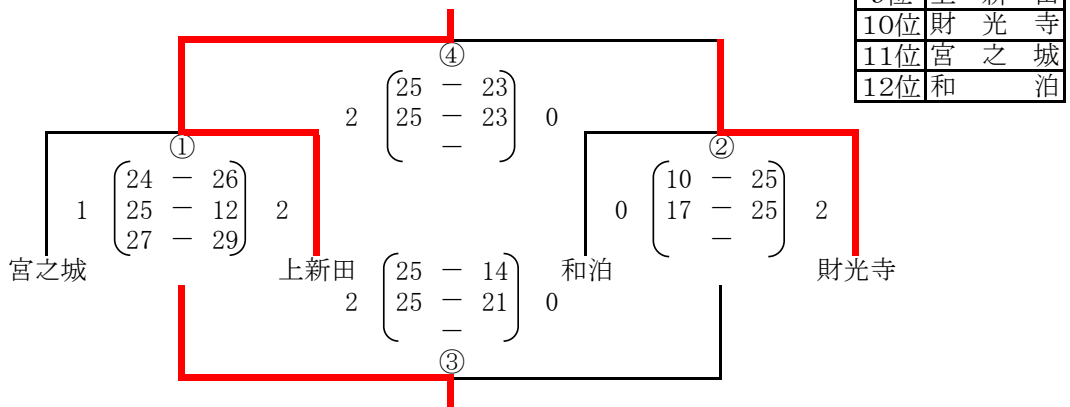 10位 財光寺
11位 宮之城
12位 和泊
④
25 － 23
2 25 － 23 0
－
① ②
24 － 26
1 25 － 12 2
27 － 29
10 － 25
0 17 － 25 2
－
宮之城 上新田 和泊 財光寺
25 － 14
2 25 － 21 0
－
③